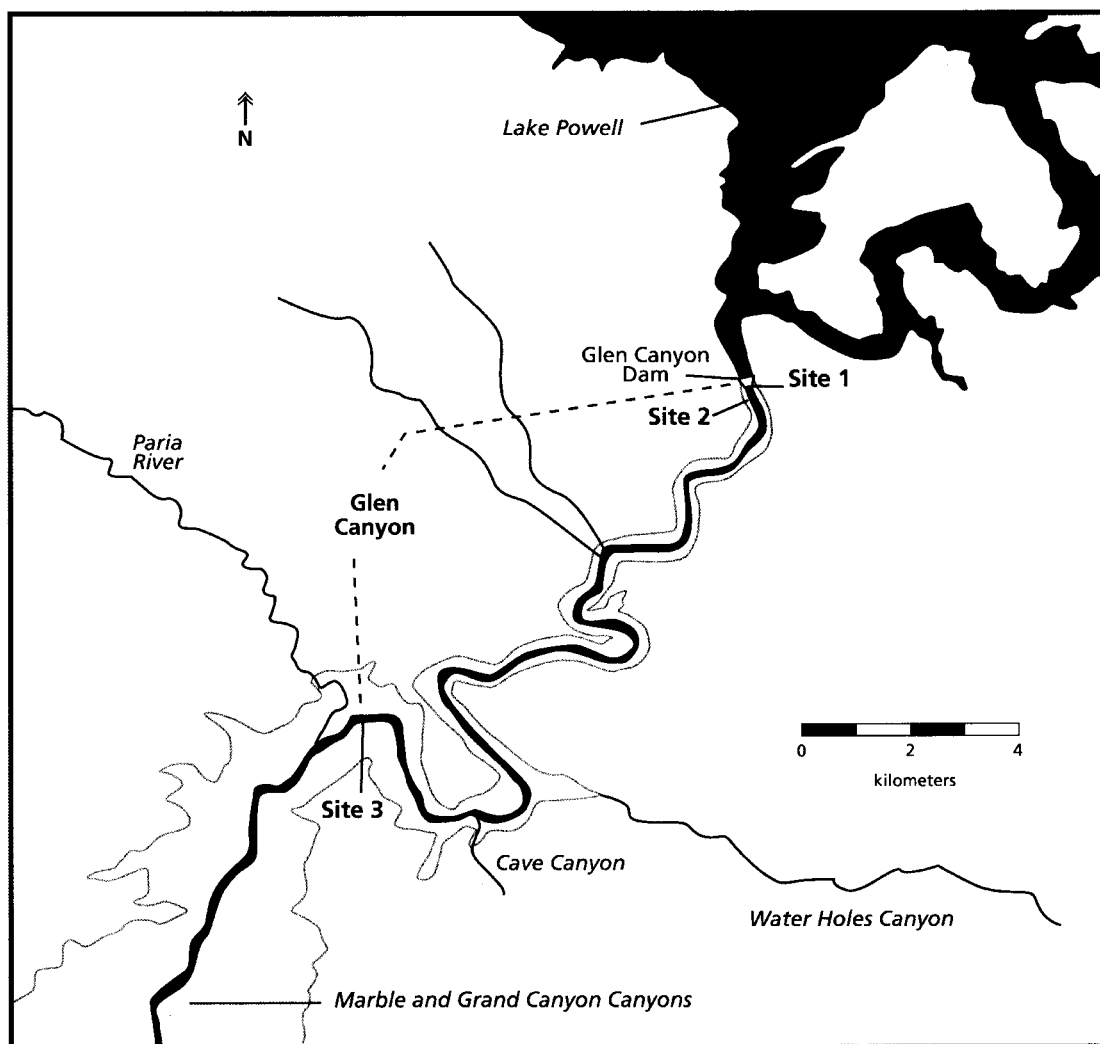 N
Lake Powell
Glen Canyon
Dam
Site 1
Site 2
Paria
River
Glen
Canyon
0 2 4
kilometers
Site 3
Cave Canyon
Water Holes Canyon
Marble and Grand Canyon Canyons